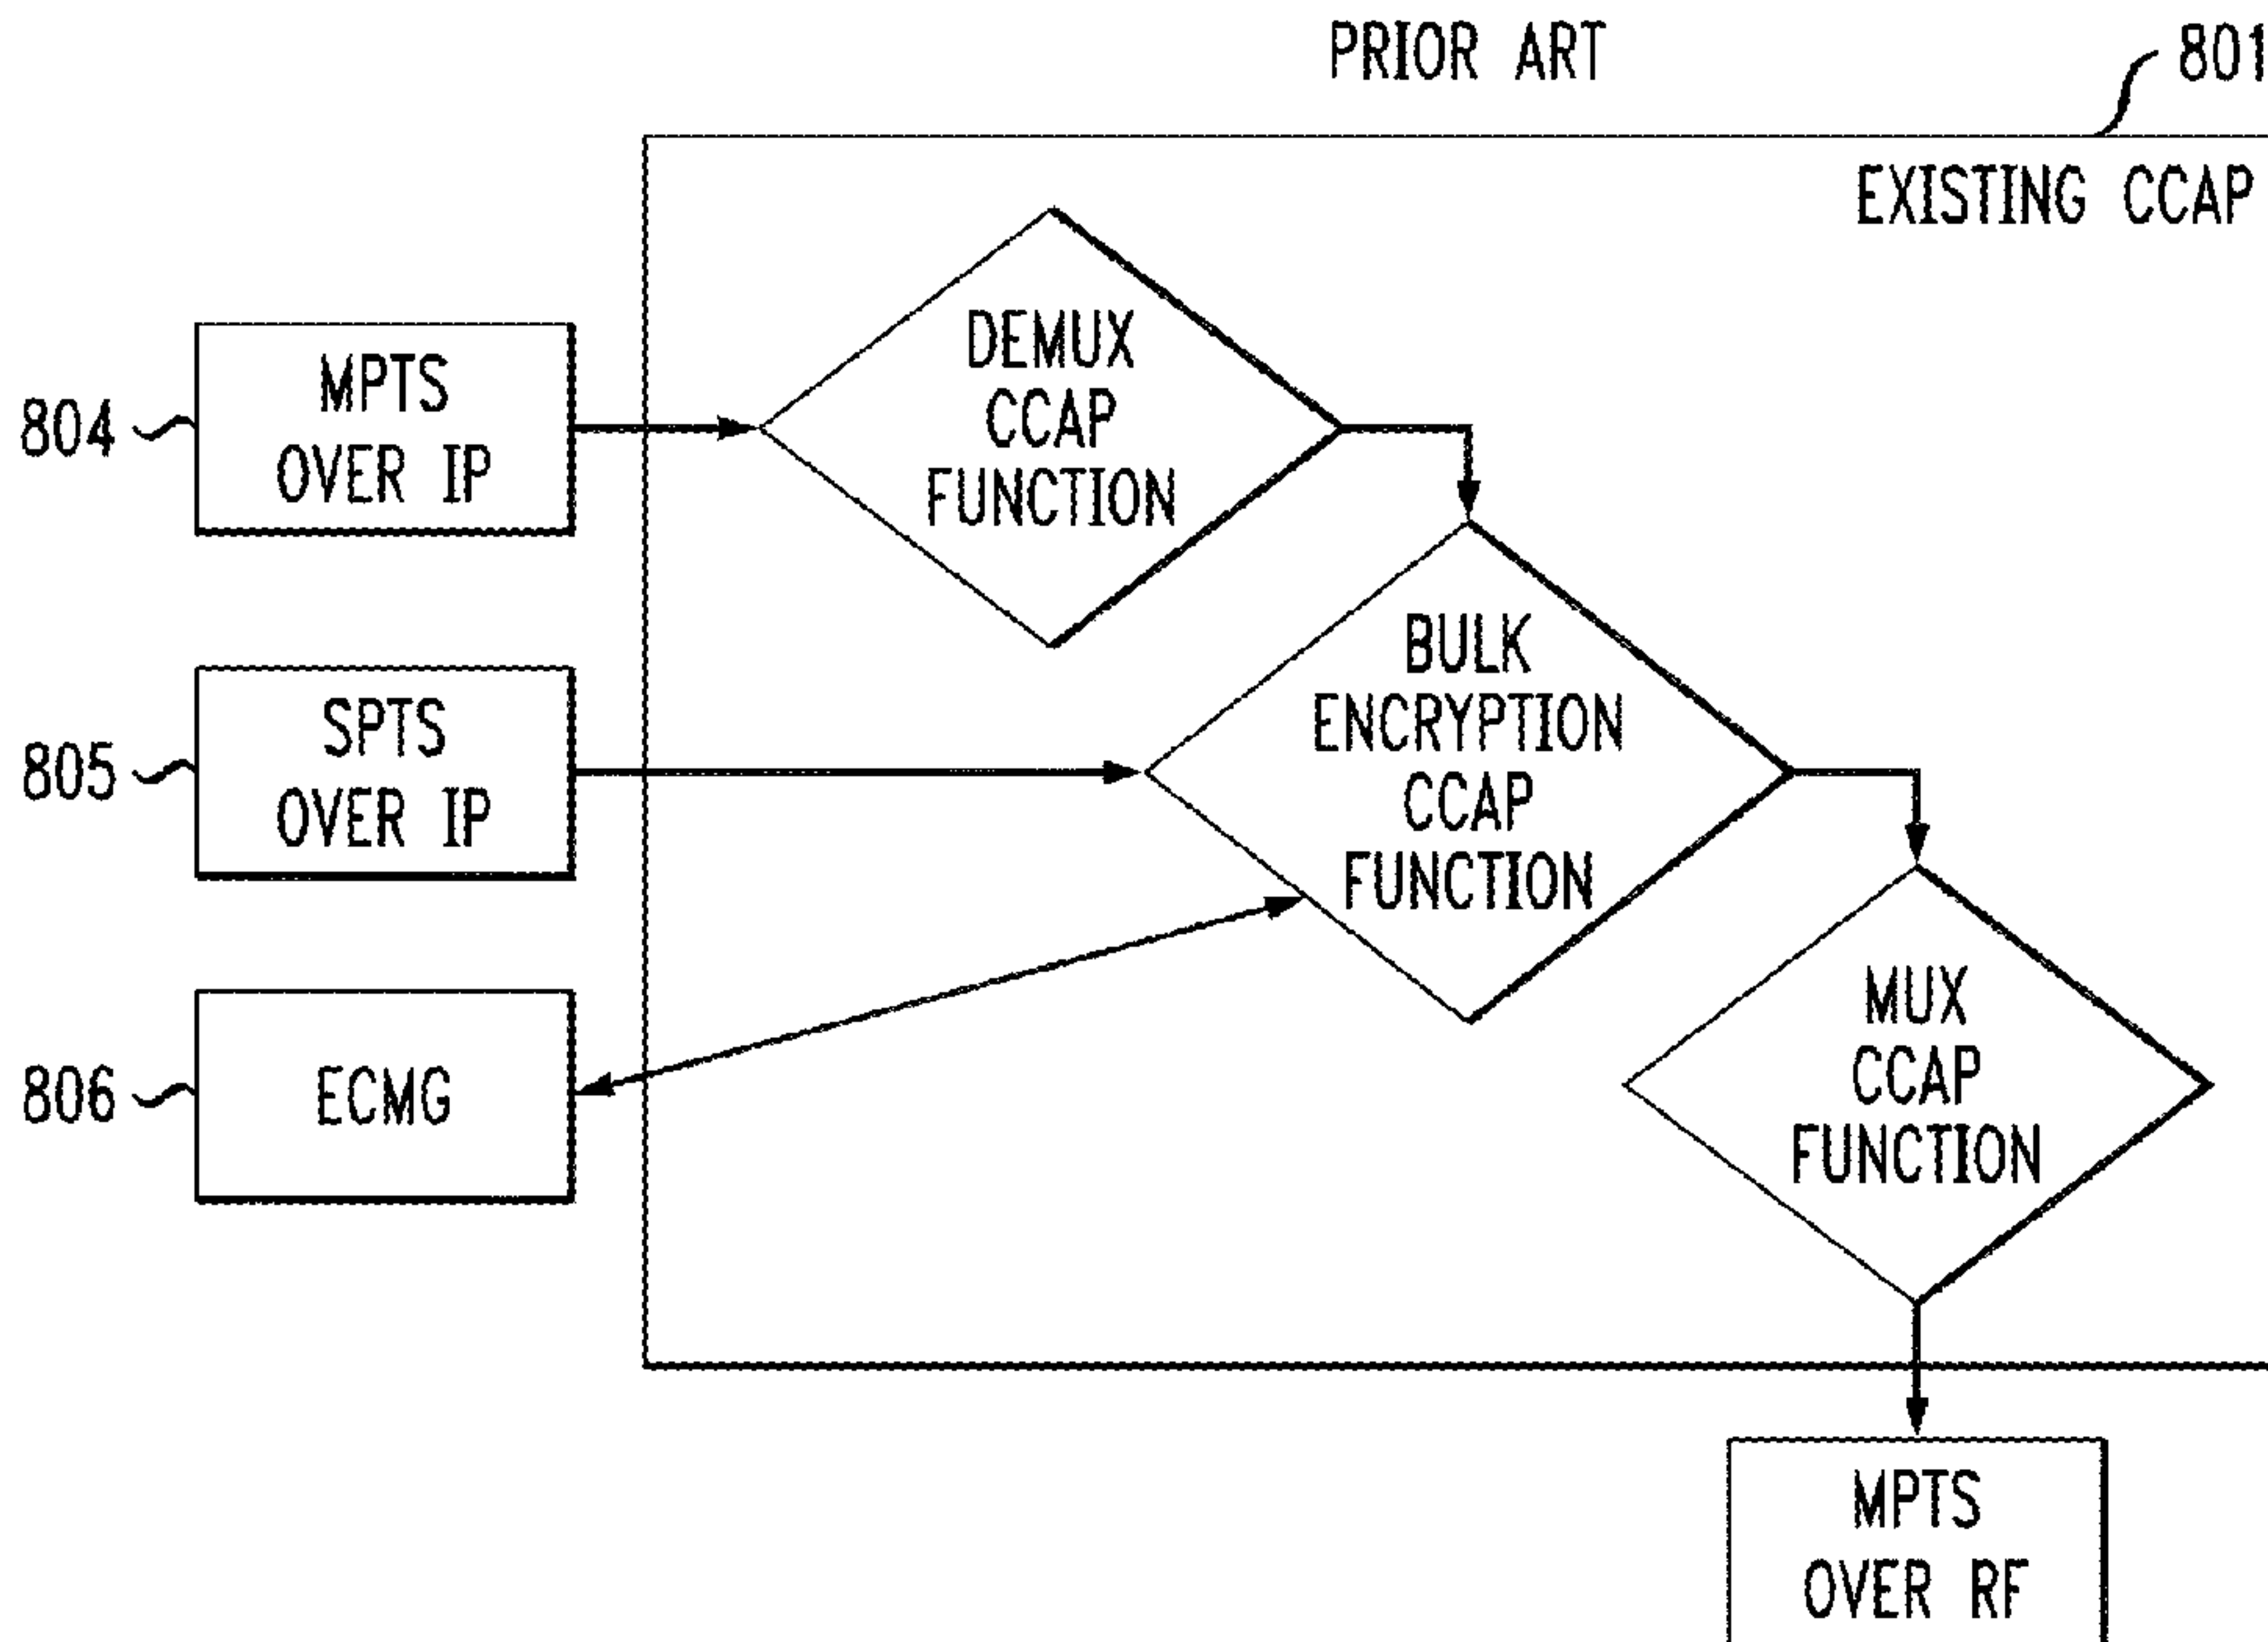 PRIOR ART
801
EXISTING CCAP
DEMUX
CCAP
FUNCTION
804
MPTS
OVER IP
BULK
ENCRYPTION
CCAP
FUNCTION
805
SPTS
OVER IP
MUX
CCAP
FUNCTION
806
ECMG
MPTS
OVER RF